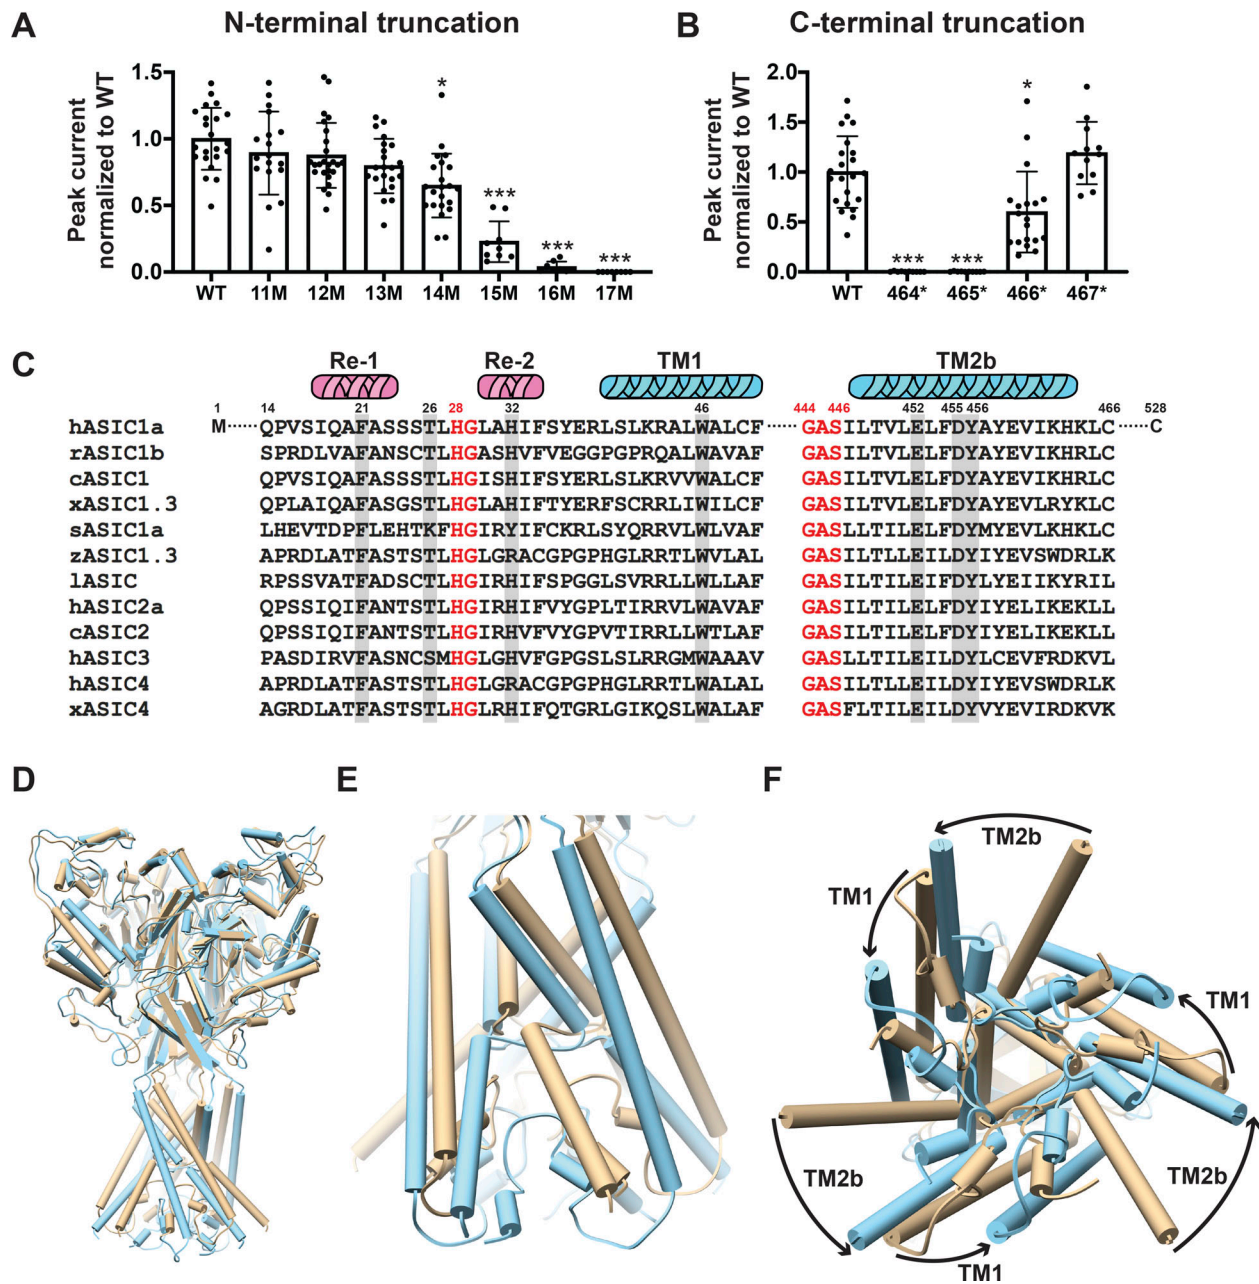 A N-terminal truncation
Peak current
normalized to WT
1.5
1.0
0.5
0.0
* *** *** ***
WT 11M 12M 13M 14M 15M 16M 17M
B C-terminal truncation
Peak current
normalized to WT
2.0
1.5
1.0
0.5
0.0
*** *** *
WT 464* 465* 466* 467*
C
Re-1 Re-2 TM1 TM2b
1 14 21 26 28 32 46 444 446 452 455 456 466 528
hASIC1a M QPVSIQAFASSSTLHGLAHIFSYERLSLKRALWALCF GASILTVLELFDYAYEVIKHKLC C
rASIC1b SPRDLVAFANSCTLHGASHVFVEGGPGPRQALWAVAF GASILTVLELFDYAYEVIKHRLC
cASIC1 QPVSIQAFASSSTLHGISHIFSYERLSLKRVVWALCF GASILTVLELFDYAYEVIKHRLC
xASIC1.3 QPLAIQAFASGSTLHGLAHIFTYERFSCRRLIWILCF GASILTVLELFDYAYEVLRYKLC
sASIC1a LHEVTDPFLEHTKFHGIRYIFCKRLSYQRRVLWLVAF GASILTILELFDYMYEVLKHKLC
zASIC1.3 APRDLATFASTSTLHGLGRACGPGPHGLRRTLWVLAL GASILTLLEILDYIYEVSWDRLK
lASIC RPSSVATFADSCTLHGIRHIFSPGGLSVRRLLWLLAF GASILTILEIFDYIYEIIKYRIL
hASIC2a QPSSIQIFANTSTLHGIRHIFVYGPLTIRRVLWAVAF GASILTILELFDYIYELIKEKLL
cASIC2 QPSSIQIFANTSTLHGIRHVFVYGPVTIRRLLWTLAF GASILTILELFDYIYELIKEKLL
hASIC3 PASDIRVFASNCSMHGLGHVFGPGSLSLRRGMWAAAV GASLLTILEILDYLCEVFRDKVL
hASIC4 APRDLATFASTSTLHGLGRACGPGPHGLRRTLWALAL GASILTLLEILDYIYEVSWDRLK
xASIC4 AGRDLATFASTSTLHGLRHIFQTGRLGIKQSLWALAF GASFLTILEILDYVYEVIRDKVK
D E F
TM2b
TM1
TM1
TM2b
TM2b
TM1